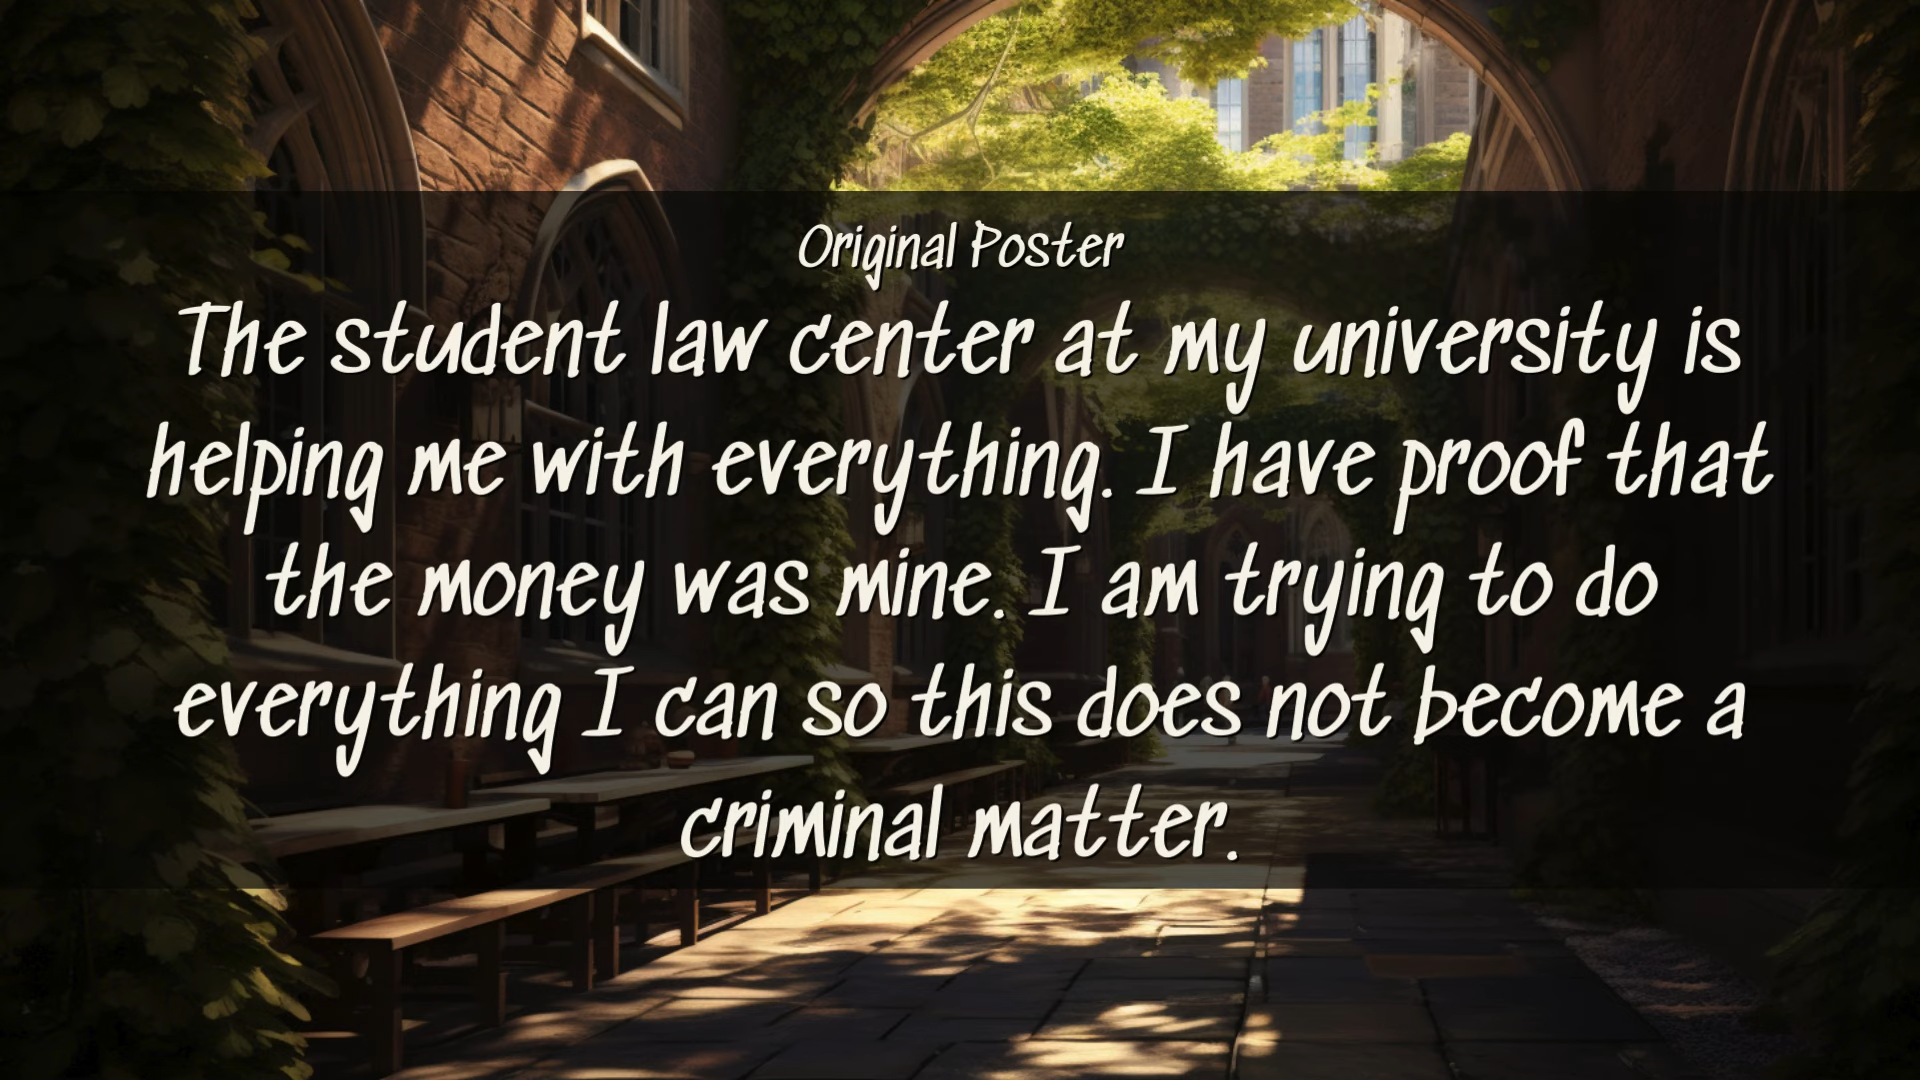 Original Poster
The student law center at my university is
helping me with everything. I have proof that
the money was mine. I am trying to do
everything I can so this does not become a
criminal matter.